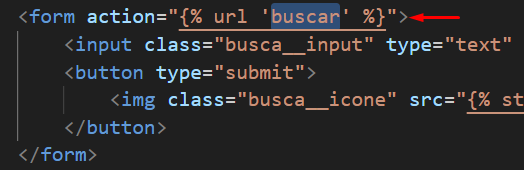 <form action="{% url 'buscar' %}">
<input class="busca__input" type="text"
<button type="submit">
<img class="busca__icone" src="{% st
</button>
</form>